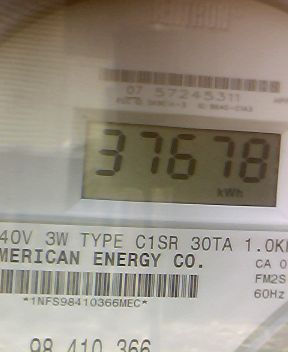 07 57245311
37678
kWh
40V 3W TYPE C1SR 30TA 1.0K
MERICAN ENERGY CO.
CA 0
FM2S
60Hz
*1NFS98410366MEC*
98 410 366